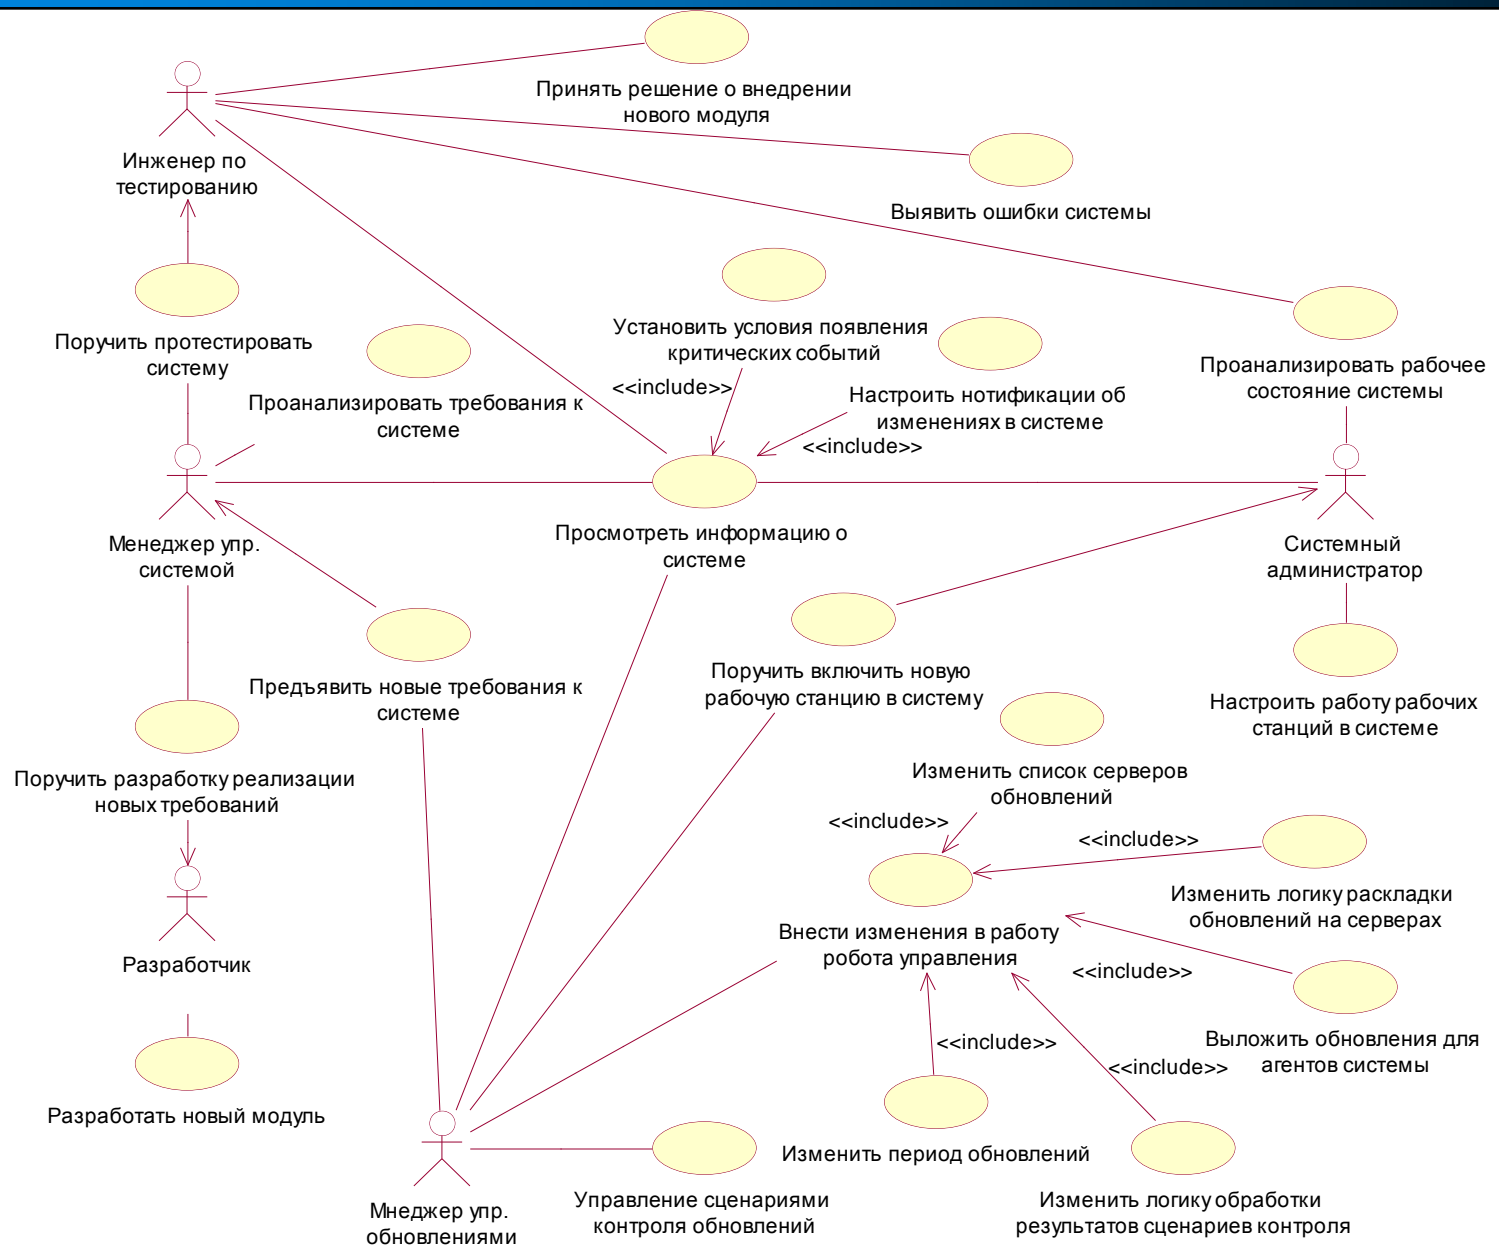 Принять решение о внедрении
нового модуля
Инженер по
тестированию
Выявить ошибки системы
Установить условия появления
критических событий
Поручить протестировать
систему
Проанализировать рабочее
состояние системы
<<include>>
Настроить нотификации об
изменениях в системе
Проанализировать требования к
системе
<<include>>
Менеджер упр.
системой
Просмотреть информацию о
системе
Системный
администратор
Предъявить новые требования к
системе
Поручить включить новую
рабочую станцию в систему
Настроить работу рабочих
станций в системе
Поручить разработку реализации
новых требований
Изменить список серверов
обновлений
<<include>>
<<include>>
Изменить логику раскладки
обновлений на серверах
Внести изменения в работу
робота управления
Разработчик
<<include>>
Выложить обновления для
агентов системы
<<include>>
<<include>>
Разработать новый модуль
Изменить период обновлений
Мнеджер упр.
обновлениями
Управление сценариями
контроля обновлений
Изменить логику обработки
результатов сценариев контроля